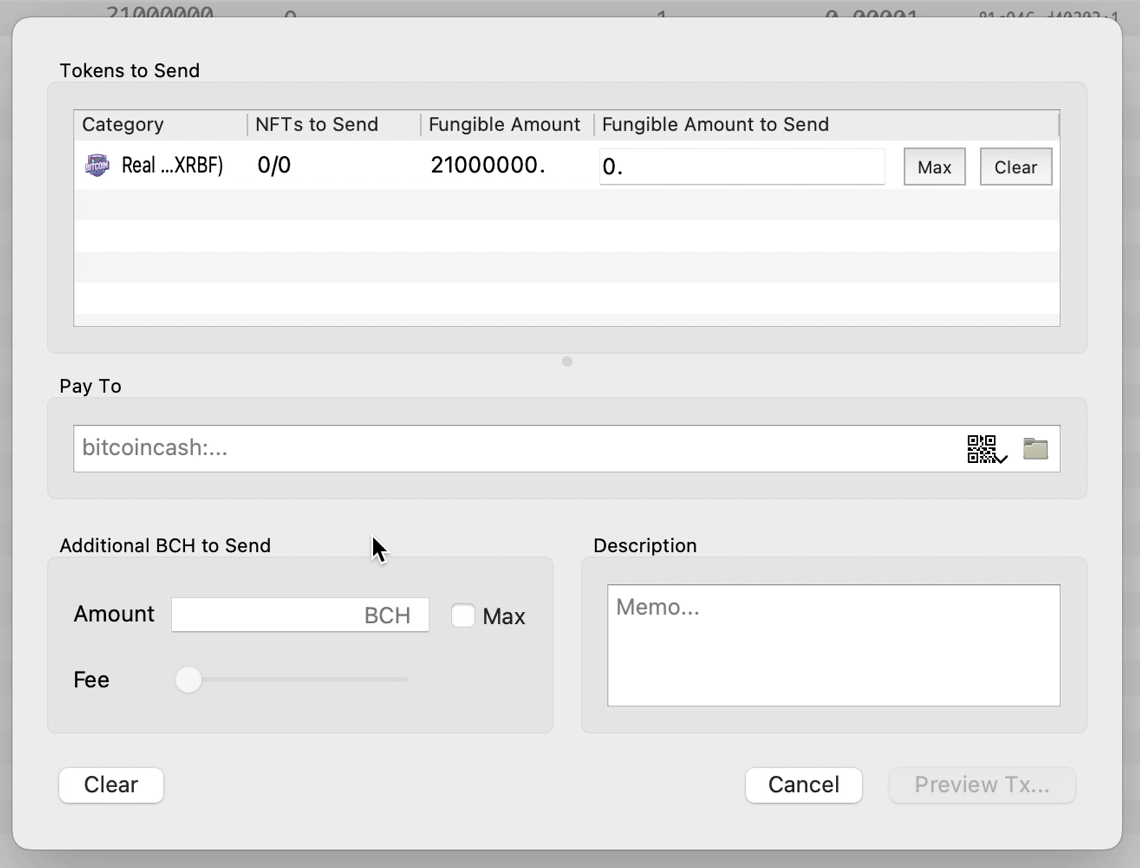 21000000 0 1 0.00001
Tokens to Send
Category NFTs to Send Fungible Amount Fungible Amount to Send
BITCOIN Real ...XRBF) 0/0 21000000. 0. Max Clear
Pay To
bitcoincash:...
Additional BCH to Send Description
Amount BCH Max Memo...
Fee
Clear Cancel Preview Tx...